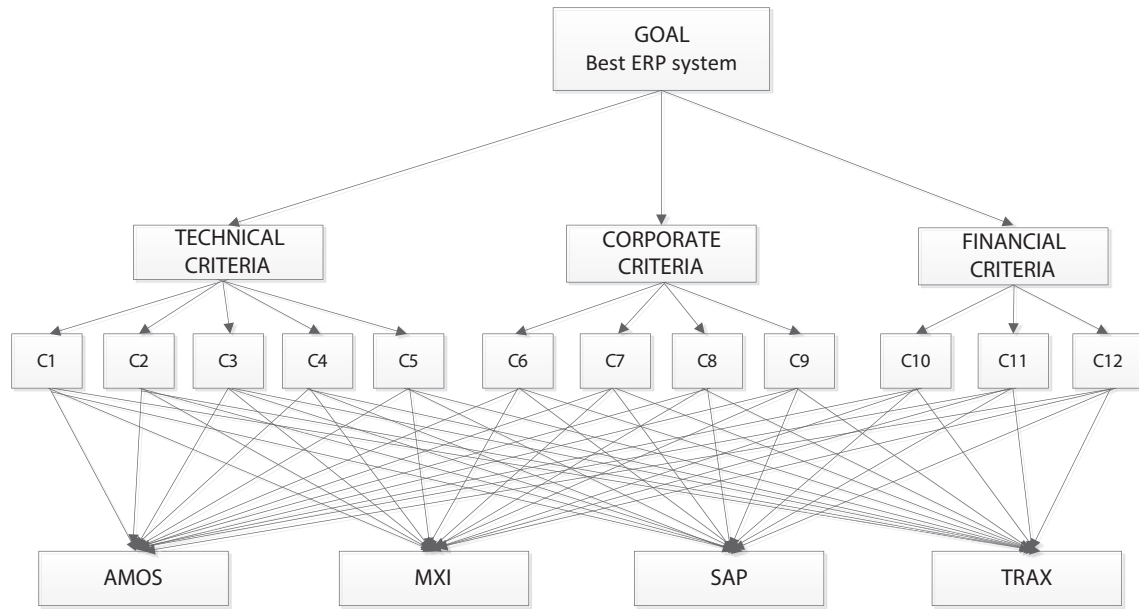 GOAL
Best ERP system
TECHNICAL
CRITERIA
CORPORATE
CRITERIA
FINANCIAL
CRITERIA
C1
C2
C3
C4
C5
C6
C7
C8
C9
C10
C11
C12
AMOS
MXI
SAP
TRAX